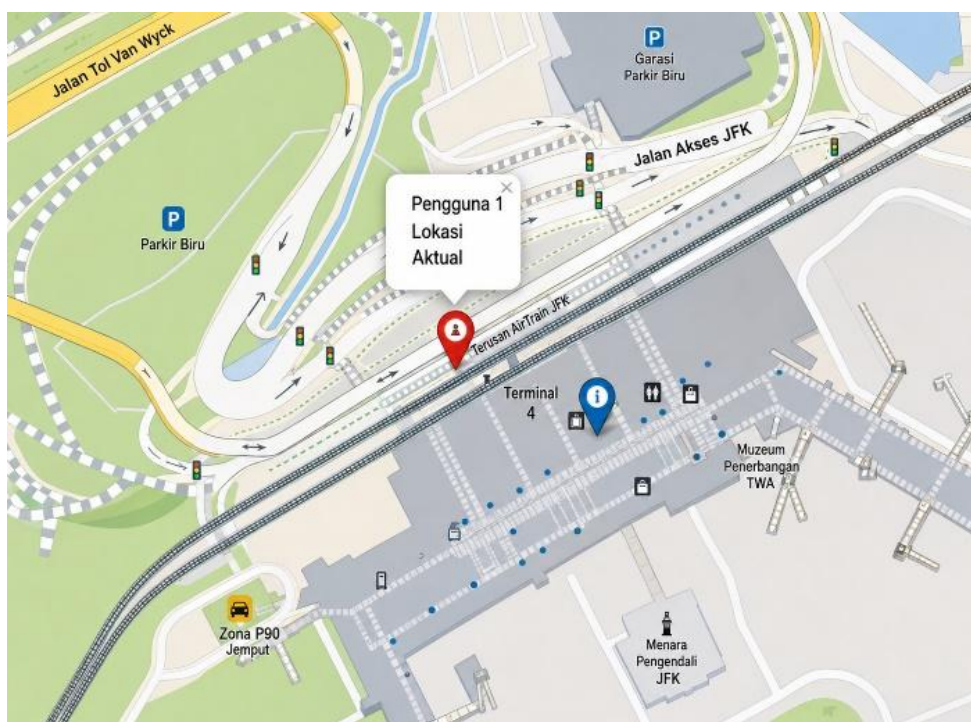 Jalan Tol Van Wyck
P
Garasi
Parkir Biru
Jalan Akses JFK
Pengguna 1
Lokasi
Aktual
P
Parkir Biru
Terusan AirTrain JFK
Terminal
4
i
Muzeum
Penerbangan
TWA
Zona P90
Jemput
Menara
Pengendali
JFK